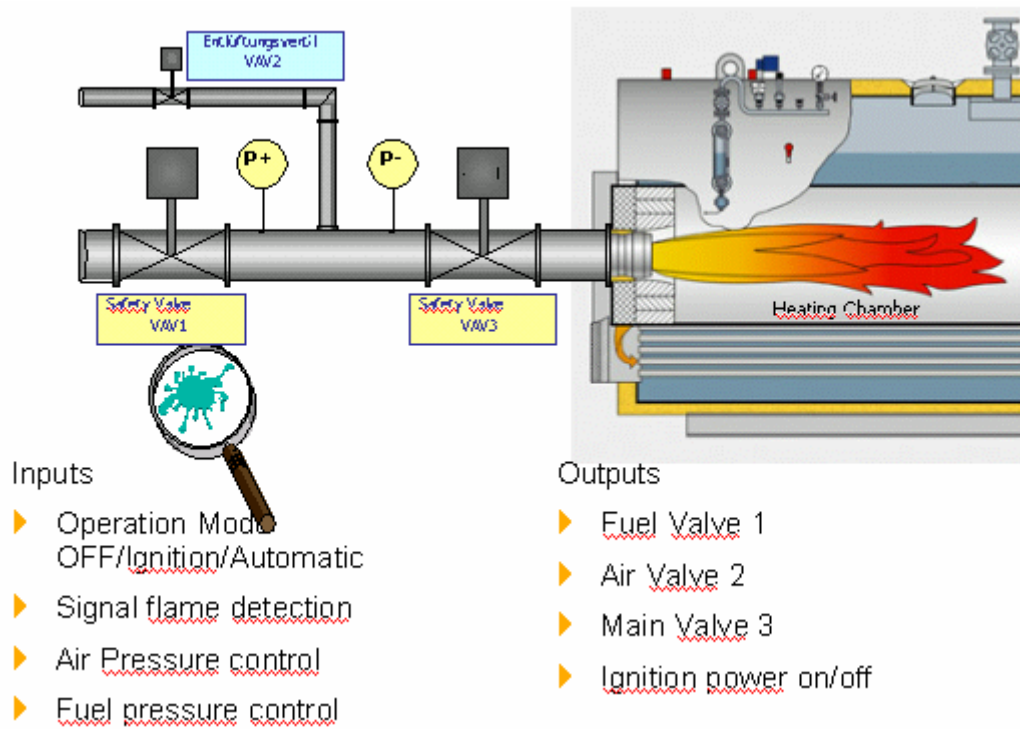 Entlüftungsventil
VAV2
P+
P-
Safety Valve
VAV1
Safety Valve
VAV3
Heating Chamber
Inputs
Operation Mode
OFF/Ignition/Automatic
Signal flame detection
Air Pressure control
Fuel pressure control
Outputs
Fuel Valve 1
Air Valve 2
Main Valve 3
Ignition power on/off